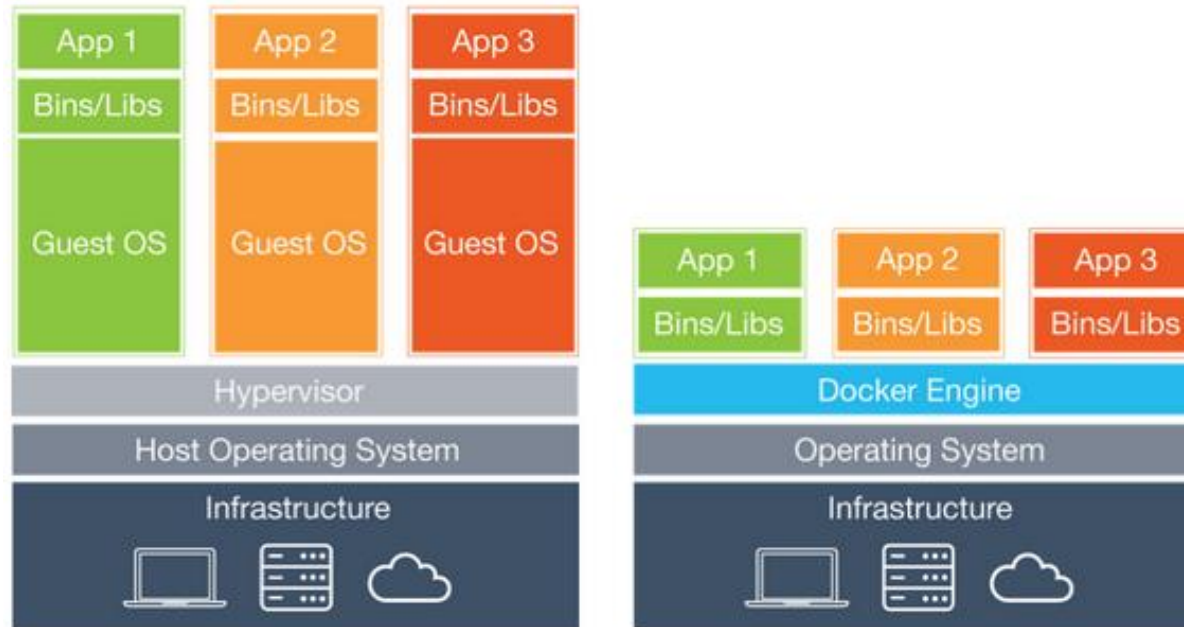 App 1
App 2
App 3
Bins/Libs
Bins/Libs
Bins/Libs
Guest OS
Guest OS
Guest OS
Hypervisor
Host Operating System
Infrastructure
App 1
App 2
App 3
Bins/Libs
Bins/Libs
Bins/Libs
Docker Engine
Operating System
Infrastructure